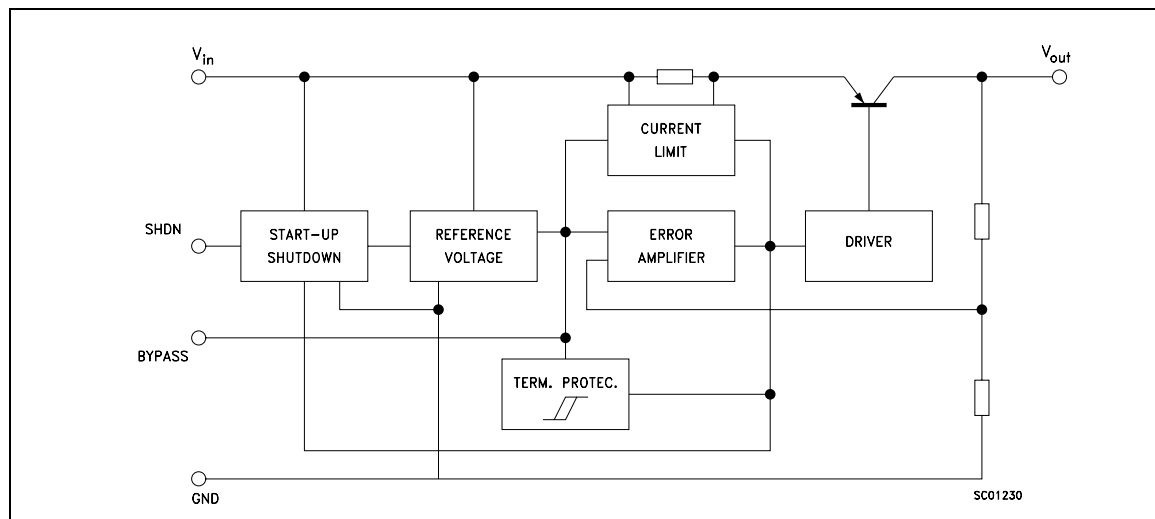 Vin
Vout
CURRENT
LIMIT
SHDN
START-UP
SHUTDOWN
REFERENCE
VOLTAGE
ERROR
AMPLIFIER
DRIVER
BYPASS
TERM. PROTEC.
GND
SC01230